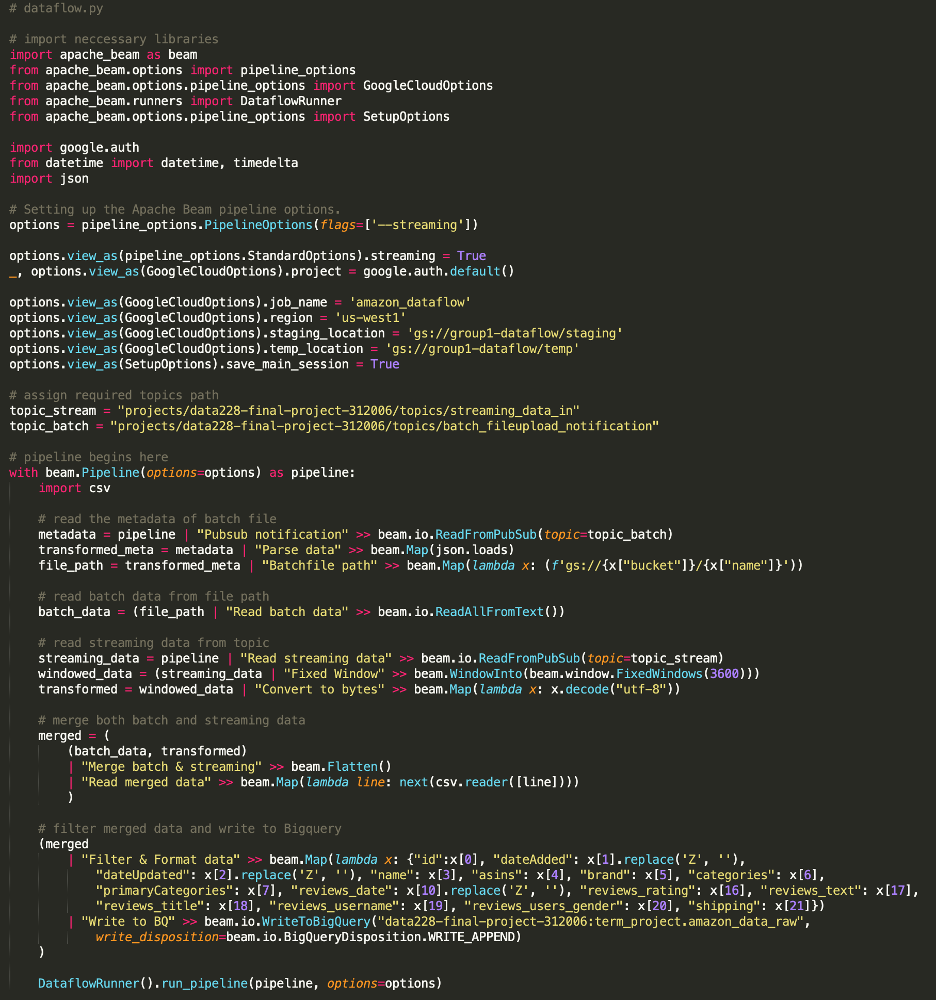 # dataflow.py
# import neccessary libraries
import apache_beam as beam
from apache_beam.options import pipeline_options
from apache_beam.options.pipeline_options import GoogleCloudOptions
from apache_beam.runners import DataflowRunner
from apache_beam.options.pipeline_options import SetupOptions
import google.auth
from datetime import datetime, timedelta
import json
# Setting up the Apache Beam pipeline options.
options = pipeline_options.PipelineOptions(flags=['--streaming'])
options.view_as(pipeline_options.StandardOptions).streaming = True
_, options.view_as(GoogleCloudOptions).project = google.auth.default()
options.view_as(GoogleCloudOptions).job_name = 'amazon_dataflow'
options.view_as(GoogleCloudOptions).region = 'us-west1'
options.view_as(GoogleCloudOptions).staging_location = 'gs://group1-dataflow/staging'
options.view_as(GoogleCloudOptions).temp_location = 'gs://group1-dataflow/temp'
options.view_as(SetupOptions).save_main_session = True
# assign required topics path
topic_stream = "projects/data228-final-project-312006/topics/streaming_data_in"
topic_batch = "projects/data228-final-project-312006/topics/batch_fileupload_notification"
# pipeline begins here
with beam.Pipeline(options=options) as pipeline:
    import csv
    # read the metadata of batch file
    metadata = pipeline | "Pubsub notification" >> beam.io.ReadFromPubSub(topic=topic_batch)
    transformed_meta = metadata | "Parse data" >> beam.Map(json.loads)
    file_path = transformed_meta | "Batchfile path" >> beam.Map(lambda x: (f'gs://{x["bucket"]}/{x["name"]}'))
    # read batch data from file path
    batch_data = (file_path | "Read batch data" >> beam.io.ReadAllFromText())
    # read streaming data from topic
    streaming_data = pipeline | "Read streaming data" >> beam.io.ReadFromPubSub(topic=topic_stream)
    windowed_data = (streaming_data | "Fixed Window" >> beam.WindowInto(beam.window.FixedWindows(3600)))
    transformed = windowed_data | "Convert to bytes" >> beam.Map(lambda x: x.decode("utf-8"))
    # merge both batch and streaming data
    merged = (
        (batch_data, transformed)
        | "Merge batch & streaming" >> beam.Flatten()
        | "Read merged data" >> beam.Map(lambda line: next(csv.reader([line])))
        )
    # filter merged data and write to Bigquery
    (merged
        | "Filter & Format data" >> beam.Map(lambda x: {"id":x[0], "dateAdded": x[1].replace('Z', ''),
            "dateUpdated": x[2].replace('Z', ''), "name": x[3], "asins": x[4], "brand": x[5], "categories": x[6],
            "primaryCategories": x[7], "reviews_date": x[10].replace('Z', ''), "reviews_rating": x[16], "reviews_text": x[17],
            "reviews_title": x[18], "reviews_username": x[19], "reviews_users_gender": x[20], "shipping": x[21]})
        | "Write to BQ" >> beam.io.WriteToBigQuery("data228-final-project-312006:term_project.amazon_data_raw",
            write_disposition=beam.io.BigQueryDisposition.WRITE_APPEND)
    )
    DataflowRunner().run_pipeline(pipeline, options=options)